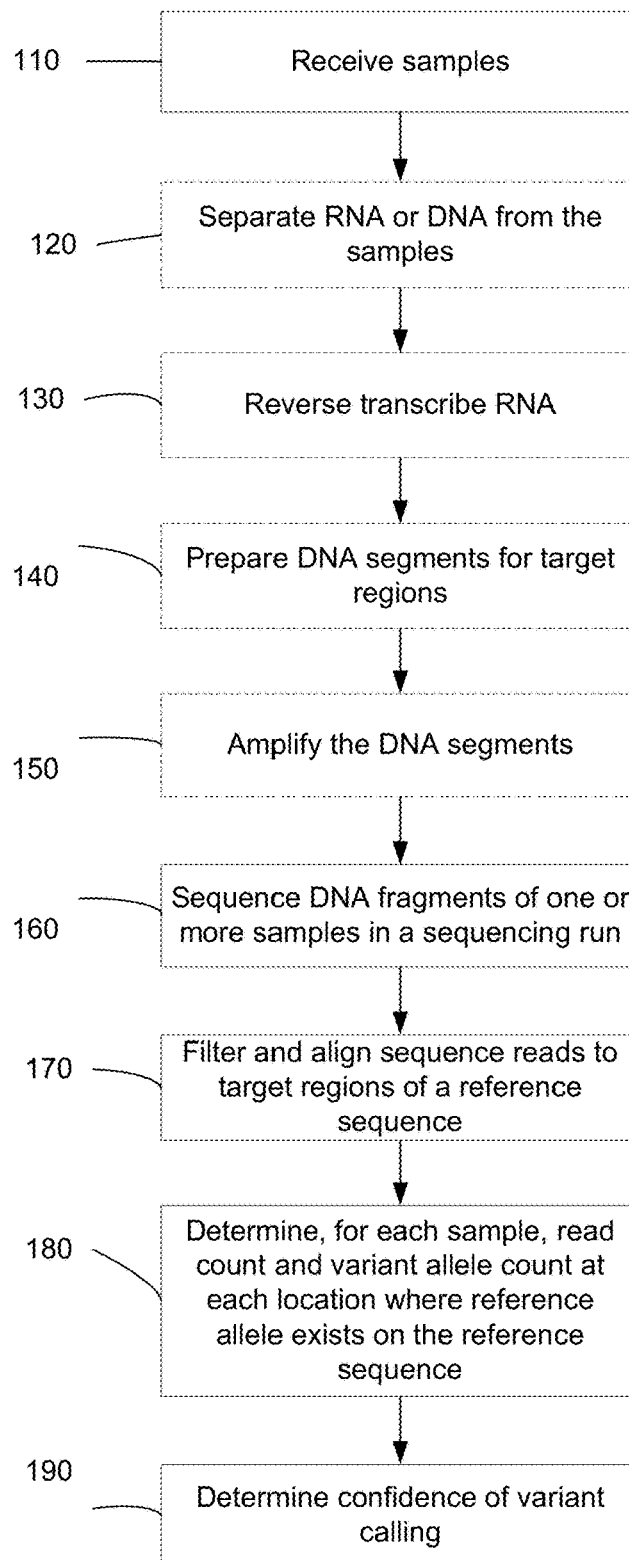 110
Receive samples
120
Separate RNA or DNA from the
samples
130
Reverse transcribe RNA
140
Prepare DNA segments for target
regions
150
Amplify the DNA segments
160
Sequence DNA fragments of one or
more samples in a sequencing run
170
Filter and align sequence reads to
target regions of a reference
sequence
180
Determine, for each sample, read
count and variant allele count at
each location where reference
allele exists on the reference
sequence
190
Determine confidence of variant
calling